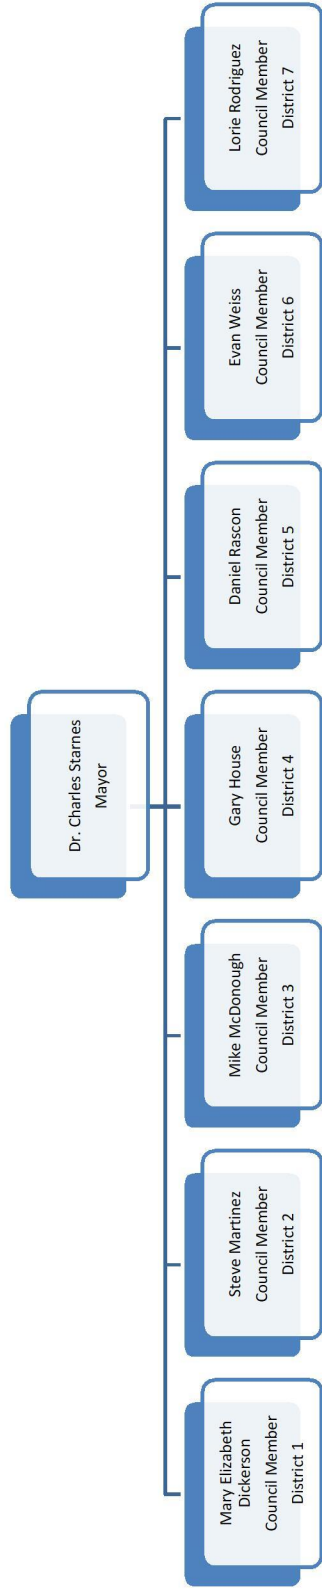 Dr. Charles Starnes
Mayor
Mary Elizabeth
Dickerson
Council Member
District 1
Steve Martinez
Council Member
District 2
Mike McDonough
Council Member
District 3
Gary House
Council Member
District 4
Daniel Rascon
Council Member
District 5
Evan Weiss
Council Member
District 6
Lorie Rodriguez
Council Member
District 7